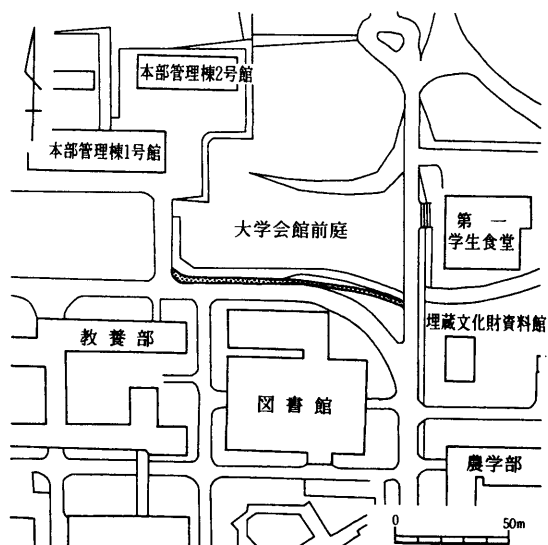 本部管理棟2号館
本部管理棟1号館
大学会館前庭
第一
学生食堂
埋蔵文化財資料館
教養部
図書館
農学部
0 50m